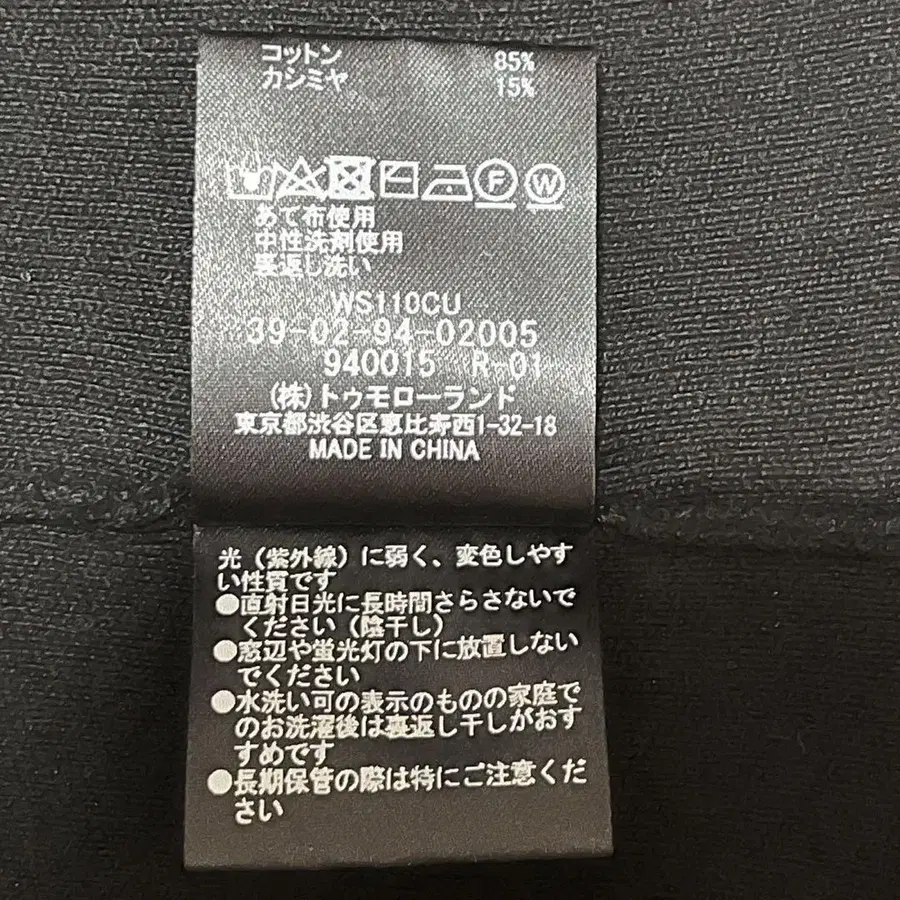 コットン 85%
カシミヤ 15%
F W
あて布使用
中性洗剤使用
裏返し洗い
WS110CU
39-02-94-02005
940015 R-01
(株)トゥモローランド
東京都渋谷区恵比寿西1-32-18
MADE IN CHINA
光(紫外線)に弱く、変色しやす
い性質です
●直射日光に長時間さらさないで
ください(陰干し)
●窓辺や蛍光灯の下に放置しない
でください
●水洗い可の表示のものの家庭で
のお洗濯後は裏返し干しがおす
すめです
●長期保管の際は特にご注意くだ
さい